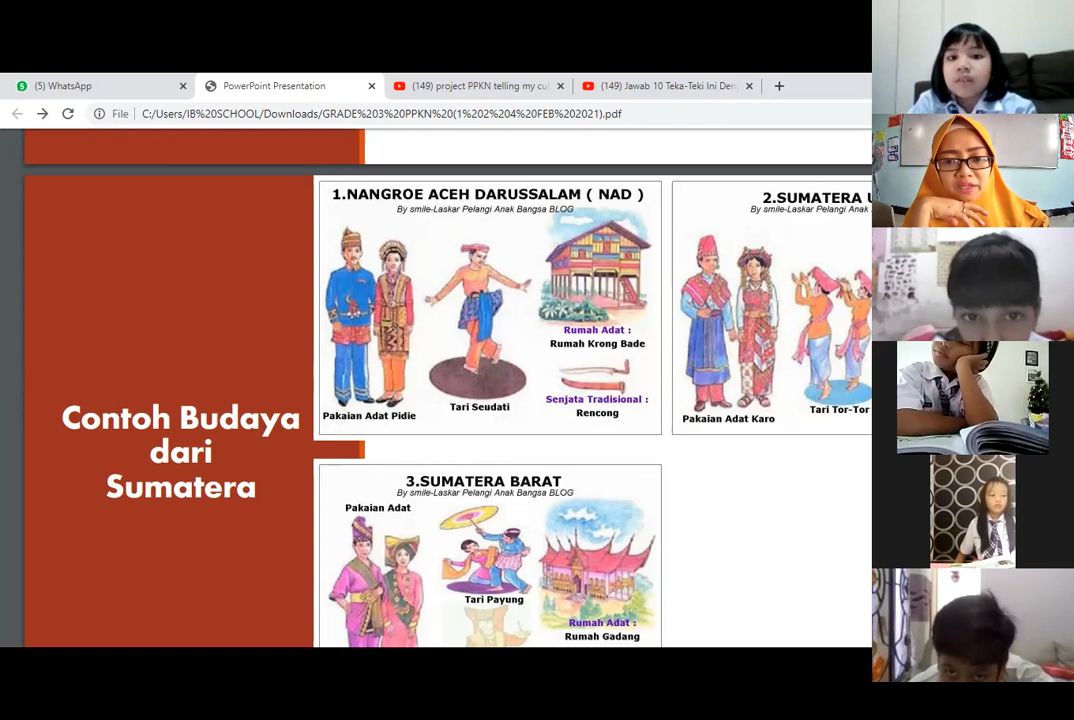 (5) WhatsApp
PowerPoint Presentation
(149) project PPKN telling my cul
(149) Jawab 10 Teka-Teki Ini Den
File
C:/Users/IB%20SCHOOL/Downloads/GRADE%203%20PPKN%20(1%202%204%20FEB%202021).pdf
Contoh Budaya
dari
Sumatera
1.NANGROE ACEH DARUSSALAM ( NAD )
By smile-Laskar Pelangi Anak Bangsa BLOG
Rumah Adat :
Rumah Krong Bade
Senjata Tradisional :
Rencong
Tari Seudati
Pakaian Adat Pidie
2.SUMATERA U
By smile-Laskar Pelangi Anak
Pakaian Adat Karo
Tari Tor-Tor
3.SUMATERA BARAT
By smile-Laskar Pelangi Anak Bangsa BLOG
Pakaian Adat
Tari Payung
Rumah Adat :
Rumah Gadang